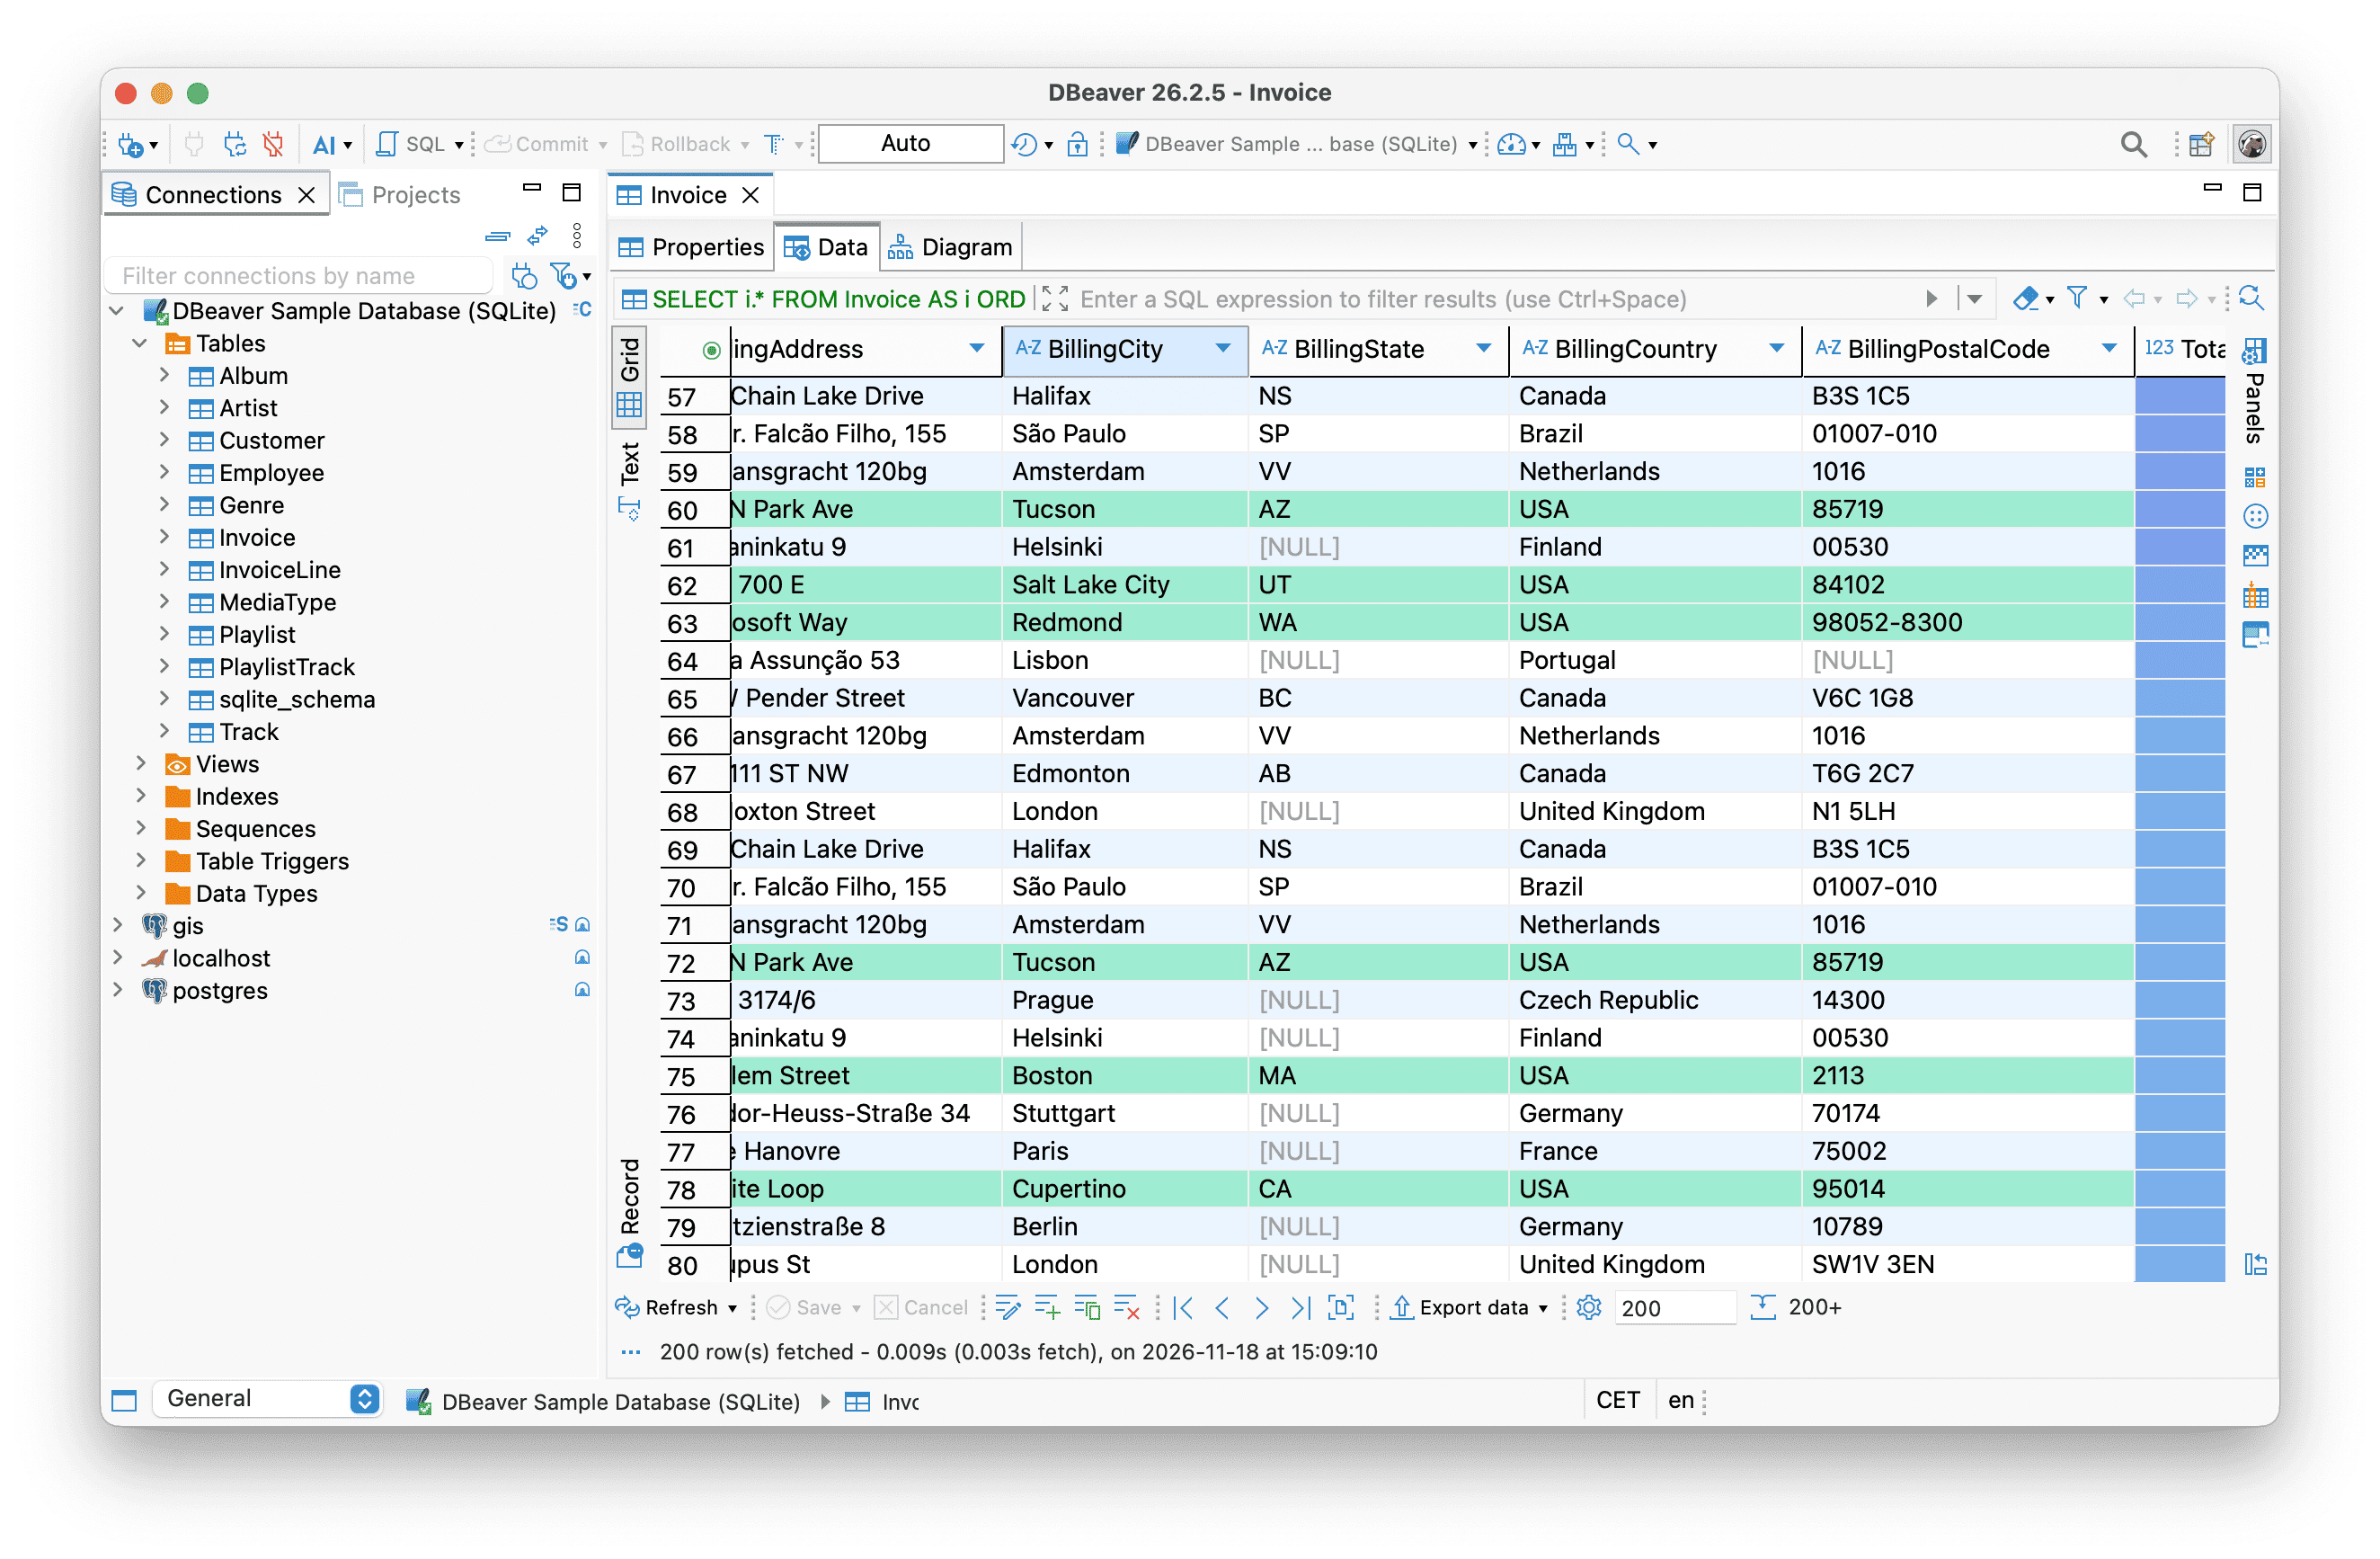 DBeaver 26.2.5 - Invoice
AI SQL Commit Rollback Auto DBeaver Sample ... base (SQLite)
Connections Projects
Filter connections by name
DBeaver Sample Database (SQLite)
Tables
Album
Artist
Customer
Employee
Genre
Invoice
InvoiceLine
MediaType
Playlist
PlaylistTrack
sqlite_schema
Track
Views
Indexes
Sequences
Table Triggers
Data Types
gis
localhost
postgres
Invoice
Properties Data Diagram
SELECT i.* FROM Invoice AS i ORD Enter a SQL expression to filter results (use Ctrl+Space)
Grid
Text
Record
lingAddress A-Z BillingCity A-Z BillingState A-Z BillingCountry A-Z BillingPostalCode 123 Tota
57 Chain Lake Drive Halifax NS Canada B3S 1C5
58 r. Falcão Filho, 155 São Paulo SP Brazil 01007-010
59 ansgracht 120bg Amsterdam VV Netherlands 1016
60 N Park Ave Tucson AZ USA 85719
61 aninkatu 9 Helsinki [NULL] Finland 00530
62 700 E Salt Lake City UT USA 84102
63 osoft Way Redmond WA USA 98052-8300
64 a Assunção 53 Lisbon [NULL] Portugal [NULL]
65 Pender Street Vancouver BC Canada V6C 1G8
66 ansgracht 120bg Amsterdam VV Netherlands 1016
67 111 ST NW Edmonton AB Canada T6G 2C7
68 loxton Street London [NULL] United Kingdom N1 5LH
69 Chain Lake Drive Halifax NS Canada B3S 1C5
70 r. Falcão Filho, 155 São Paulo SP Brazil 01007-010
71 ansgracht 120bg Amsterdam VV Netherlands 1016
72 N Park Ave Tucson AZ USA 85719
73 3174/6 Prague [NULL] Czech Republic 14300
74 aninkatu 9 Helsinki [NULL] Finland 00530
75 lem Street Boston MA USA 2113
76 dor-Heuss-Straße 34 Stuttgart [NULL] Germany 70174
77 e Hanovre Paris [NULL] France 75002
78 ite Loop Cupertino CA USA 95014
79 tzienstraße 8 Berlin [NULL] Germany 10789
80 upus St London [NULL] United Kingdom SW1V 3EN
Panels
Refresh Save Cancel Export data 200 200+
200 row(s) fetched - 0.009s (0.003s fetch), on 2026-11-18 at 15:09:10
General DBeaver Sample Database (SQLite) Invo CET en